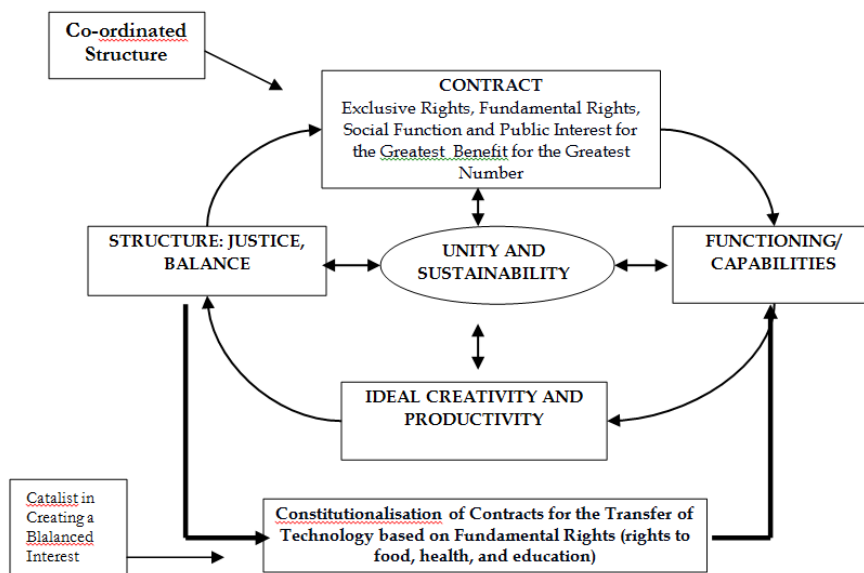 Co-ordinated
Structure
CONTRACT
Exclusive Rights, Fundamental Rights,
Social Function and Public Interest for
the Greatest Benefit for the Greatest
Number
STRUCTURE: JUSTICE,
BALANCE
UNITY AND
SUSTAINABILITY
FUNCTIONING/
CAPABILITIES
IDEAL CREATIVITY AND
PRODUCTIVITY
Catalist in
Creating a
Blalanced
Interest
Constitutionalisation of Contracts for the Transfer of
Technology based on Fundamental Rights (rights to
food, health, and education)